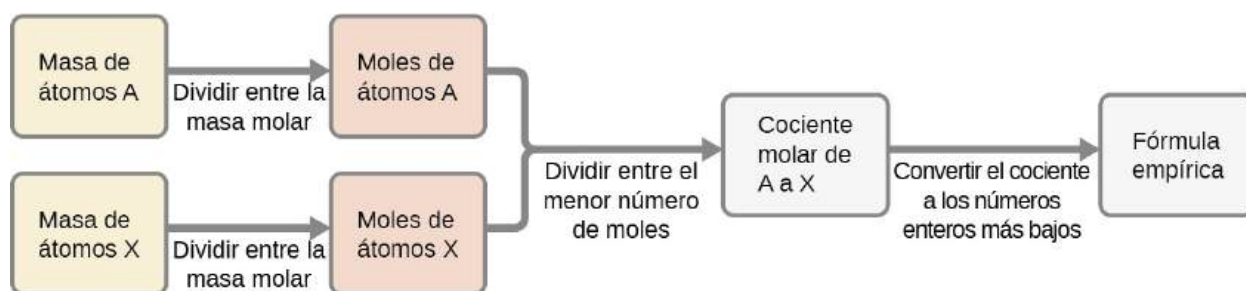 Masa de
átomos A
Dividir entre la
masa molar
Moles de
átomos A
Masa de
átomos X
Dividir entre la
masa molar
Moles de
átomos X
Dividir entre el
menor número
de moles
Cociente
molar de
A a X
Convertir el cociente
a los números
enteros más bajos
Fórmula
empírica